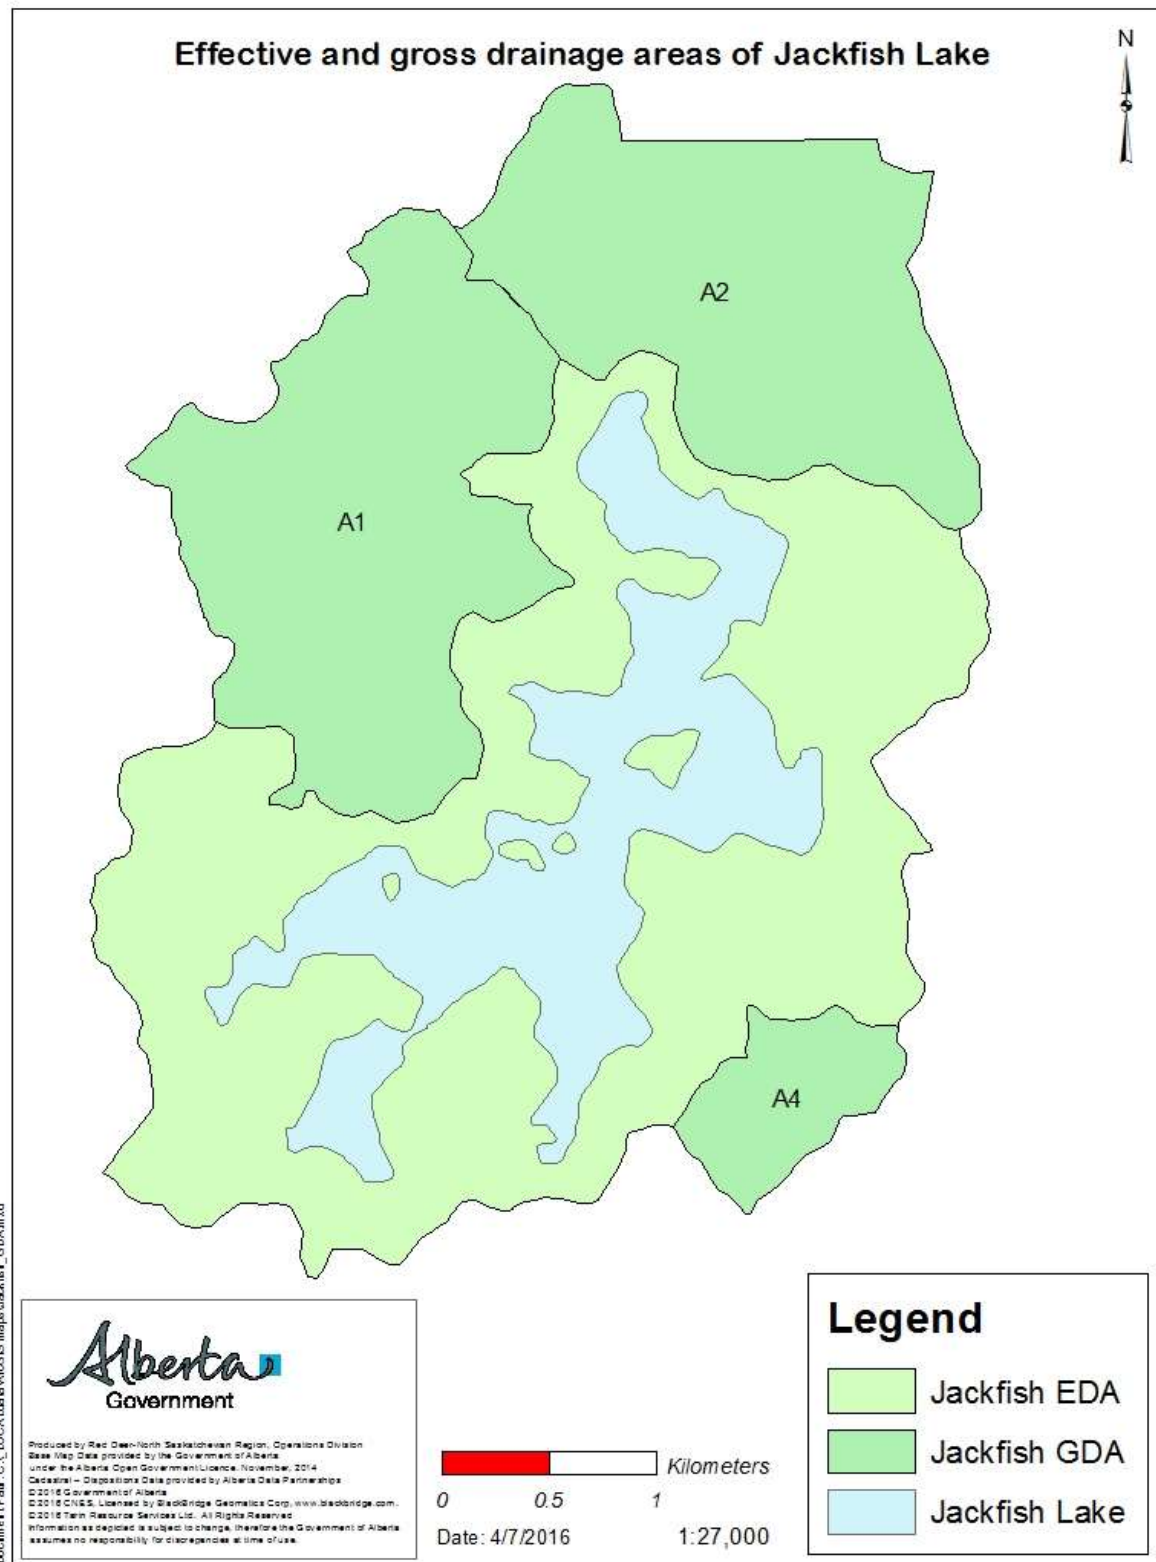 Effective and gross drainage areas of Jackfish Lake
N
A2
A1
A4
Alberta
Government
Produced by Red Deer-North Saskatchewan Region, Operations Division
Base Map Data provided by the Government of Alberta
under the Alberta Open Government Licence. November, 2014
Cadastral – Dispositions Data provided by Alberta Data Partnerships
©2016 Government of Alberta
©2016 CNES, Licensed by BlackBridge Geomatics Corp, www.blackbridge.com.
©2016 Tarin Resource Services Ltd. All Rights Reserved
Information as depicted is subject to change, therefore the Government of Alberta
assumes no responsibility for discrepancies at time of use.
Kilometers
0 0.5 1
Date: 4/7/2016 1:27,000
Legend
Jackfish EDA
Jackfish GDA
Jackfish Lake